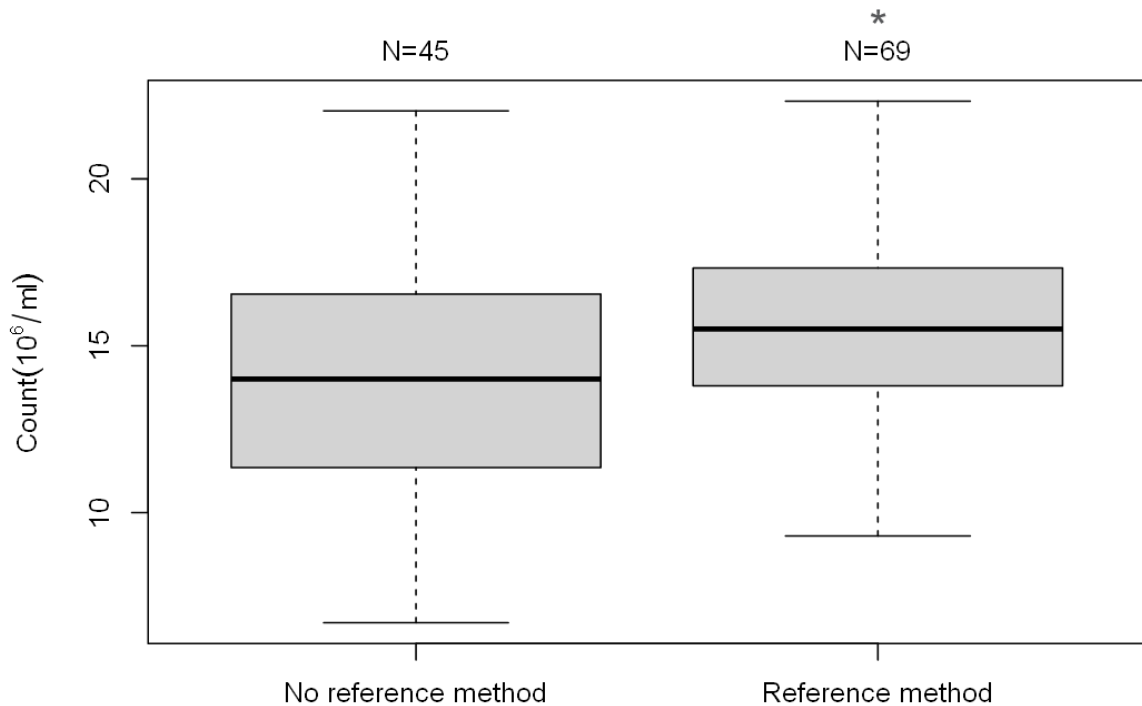 *
N=45 N=69
Count(10⁶/ml)
20
15
10
No reference method Reference method